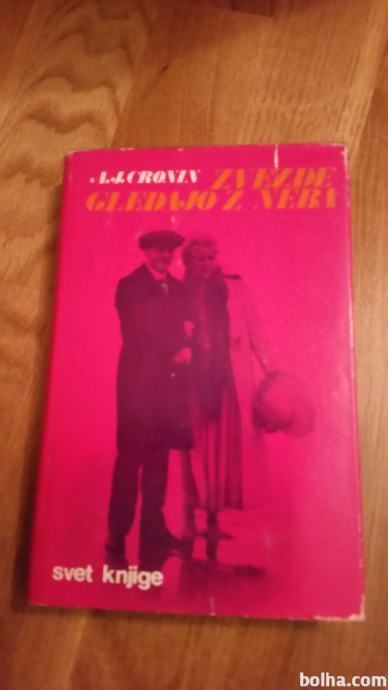 A.J. CRONIN ZVEZDE
GLEDAJO Z NEBA
svet knjige
bolha.com